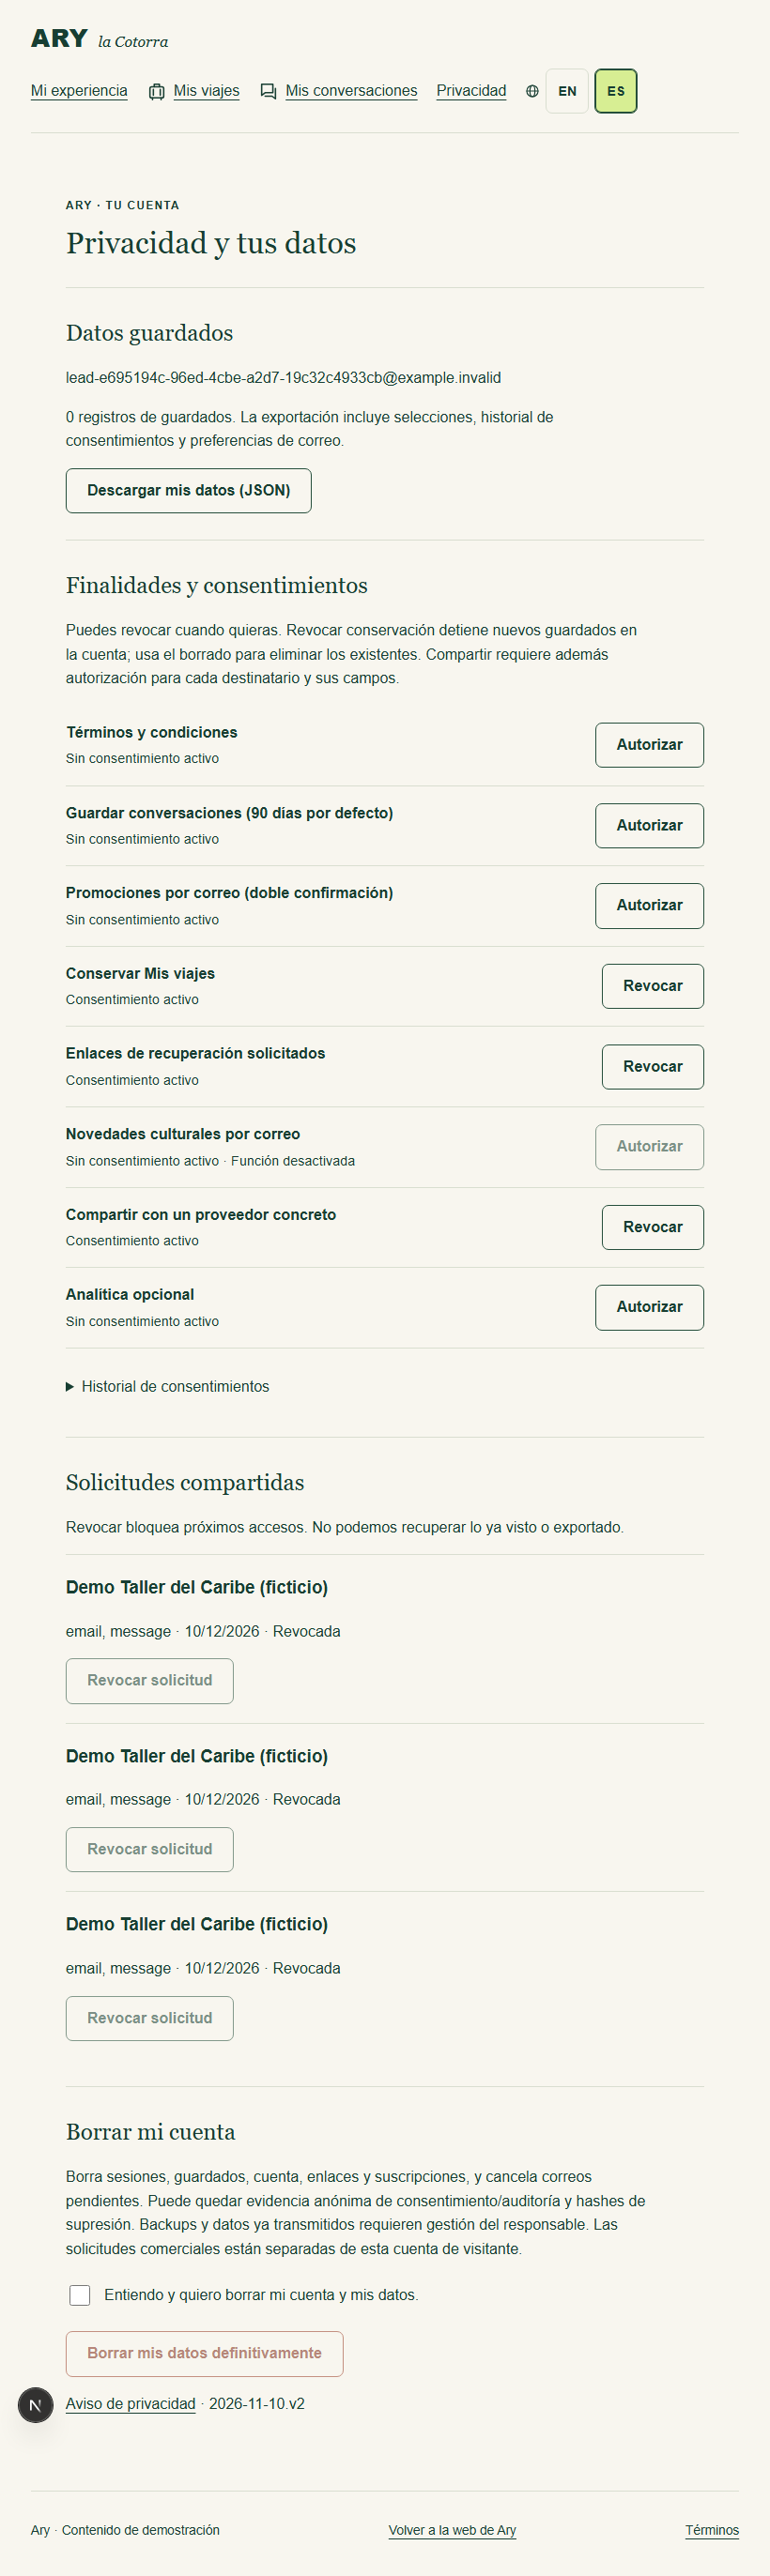 ARY la Cotorra
Mi experiencia Mis viajes Mis conversaciones Privacidad EN ES
ARY · TU CUENTA
Privacidad y tus datos
Datos guardados
lead-e695194c-96ed-4cbe-a2d7-19c32c4933cb@example.invalid
0 registros de guardados. La exportación incluye selecciones, historial de
consentimientos y preferencias de correo.
Descargar mis datos (JSON)
Finalidades y consentimientos
Puedes revocar cuando quieras. Revocar conservación detiene nuevos guardados en
la cuenta; usa el borrado para eliminar los existentes. Compartir requiere además
autorización para cada destinatario y sus campos.
Términos y condiciones
Sin consentimiento activo
Autorizar
Guardar conversaciones (90 días por defecto)
Sin consentimiento activo
Autorizar
Promociones por correo (doble confirmación)
Sin consentimiento activo
Autorizar
Conservar Mis viajes
Consentimiento activo
Revocar
Enlaces de recuperación solicitados
Consentimiento activo
Revocar
Novedades culturales por correo
Sin consentimiento activo · Función desactivada
Autorizar
Compartir con un proveedor concreto
Consentimiento activo
Revocar
Analítica opcional
Sin consentimiento activo
Autorizar
Historial de consentimientos
Solicitudes compartidas
Revocar bloquea próximos accesos. No podemos recuperar lo ya visto o exportado.
Demo Taller del Caribe (ficticio)
email, message · 10/12/2026 · Revocada
Revocar solicitud
Demo Taller del Caribe (ficticio)
email, message · 10/12/2026 · Revocada
Revocar solicitud
Demo Taller del Caribe (ficticio)
email, message · 10/12/2026 · Revocada
Revocar solicitud
Borrar mi cuenta
Borra sesiones, guardados, cuenta, enlaces y suscripciones, y cancela correos
pendientes. Puede quedar evidencia anónima de consentimiento/auditoría y hashes de
supresión. Backups y datos ya transmitidos requieren gestión del responsable. Las
solicitudes comerciales están separadas de esta cuenta de visitante.
Entiendo y quiero borrar mi cuenta y mis datos.
Borrar mis datos definitivamente
N
Aviso de privacidad · 2026-11-10.v2
Ary · Contenido de demostración Volver a la web de Ary Términos